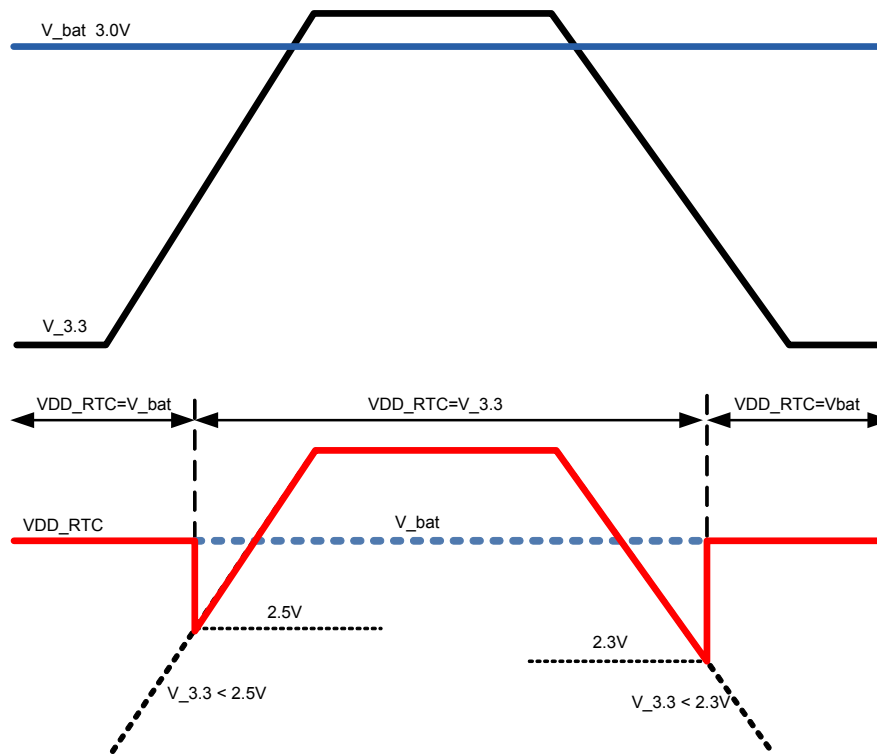 V_bat 3.0V
V_3.3
VDD_RTC=V_bat
VDD_RTC=V_3.3
VDD_RTC=Vbat
VDD_RTC
V_bat
2.5V
2.3V
V_3.3 < 2.5V
V_3.3 < 2.3V